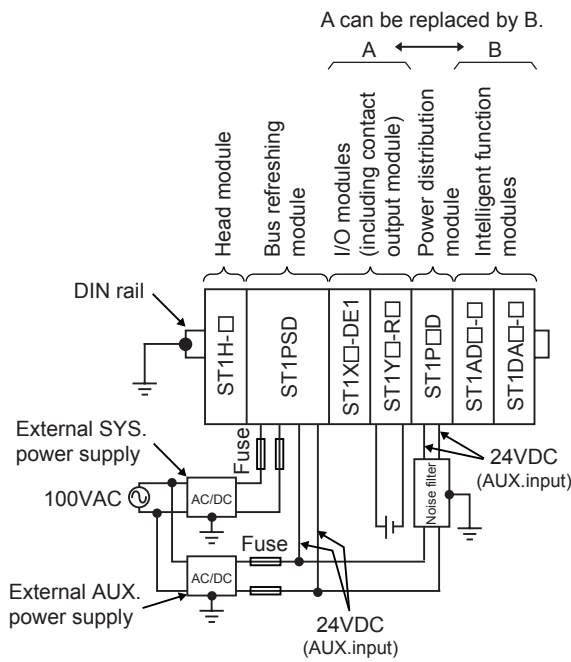 A can be replaced by B.
A
B
Head module
Bus refreshing
module
I/O modules
(including contact
output module)
Power distribution
module
Intelligent function
modules
DIN rail
ST1H-□
ST1PSD
ST1X□-DE1
ST1Y□-R□
ST1P□D
ST1AD□-□
ST1DA□-□
External SYS.
power supply
Fuse
24VDC
(AUX.input)
100VAC
AC/DC
Noise filter
Fuse
AC/DC
External AUX.
power supply
24VDC
(AUX.input)